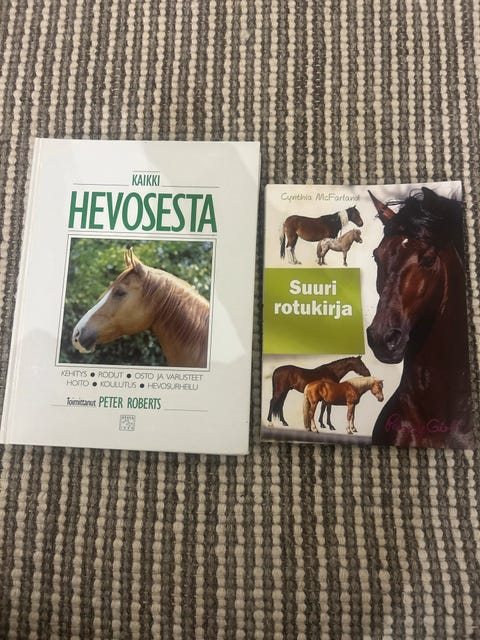 KAIKKI
HEVOSESTA
KEHITYS • RODUT • OSTO JA VARUSTEET
HOITO • KOULUTUS • HEVOSURHEILU
Toimittanut PETER ROBERTS
Cynthia McFarland
Suuri
rotukirja